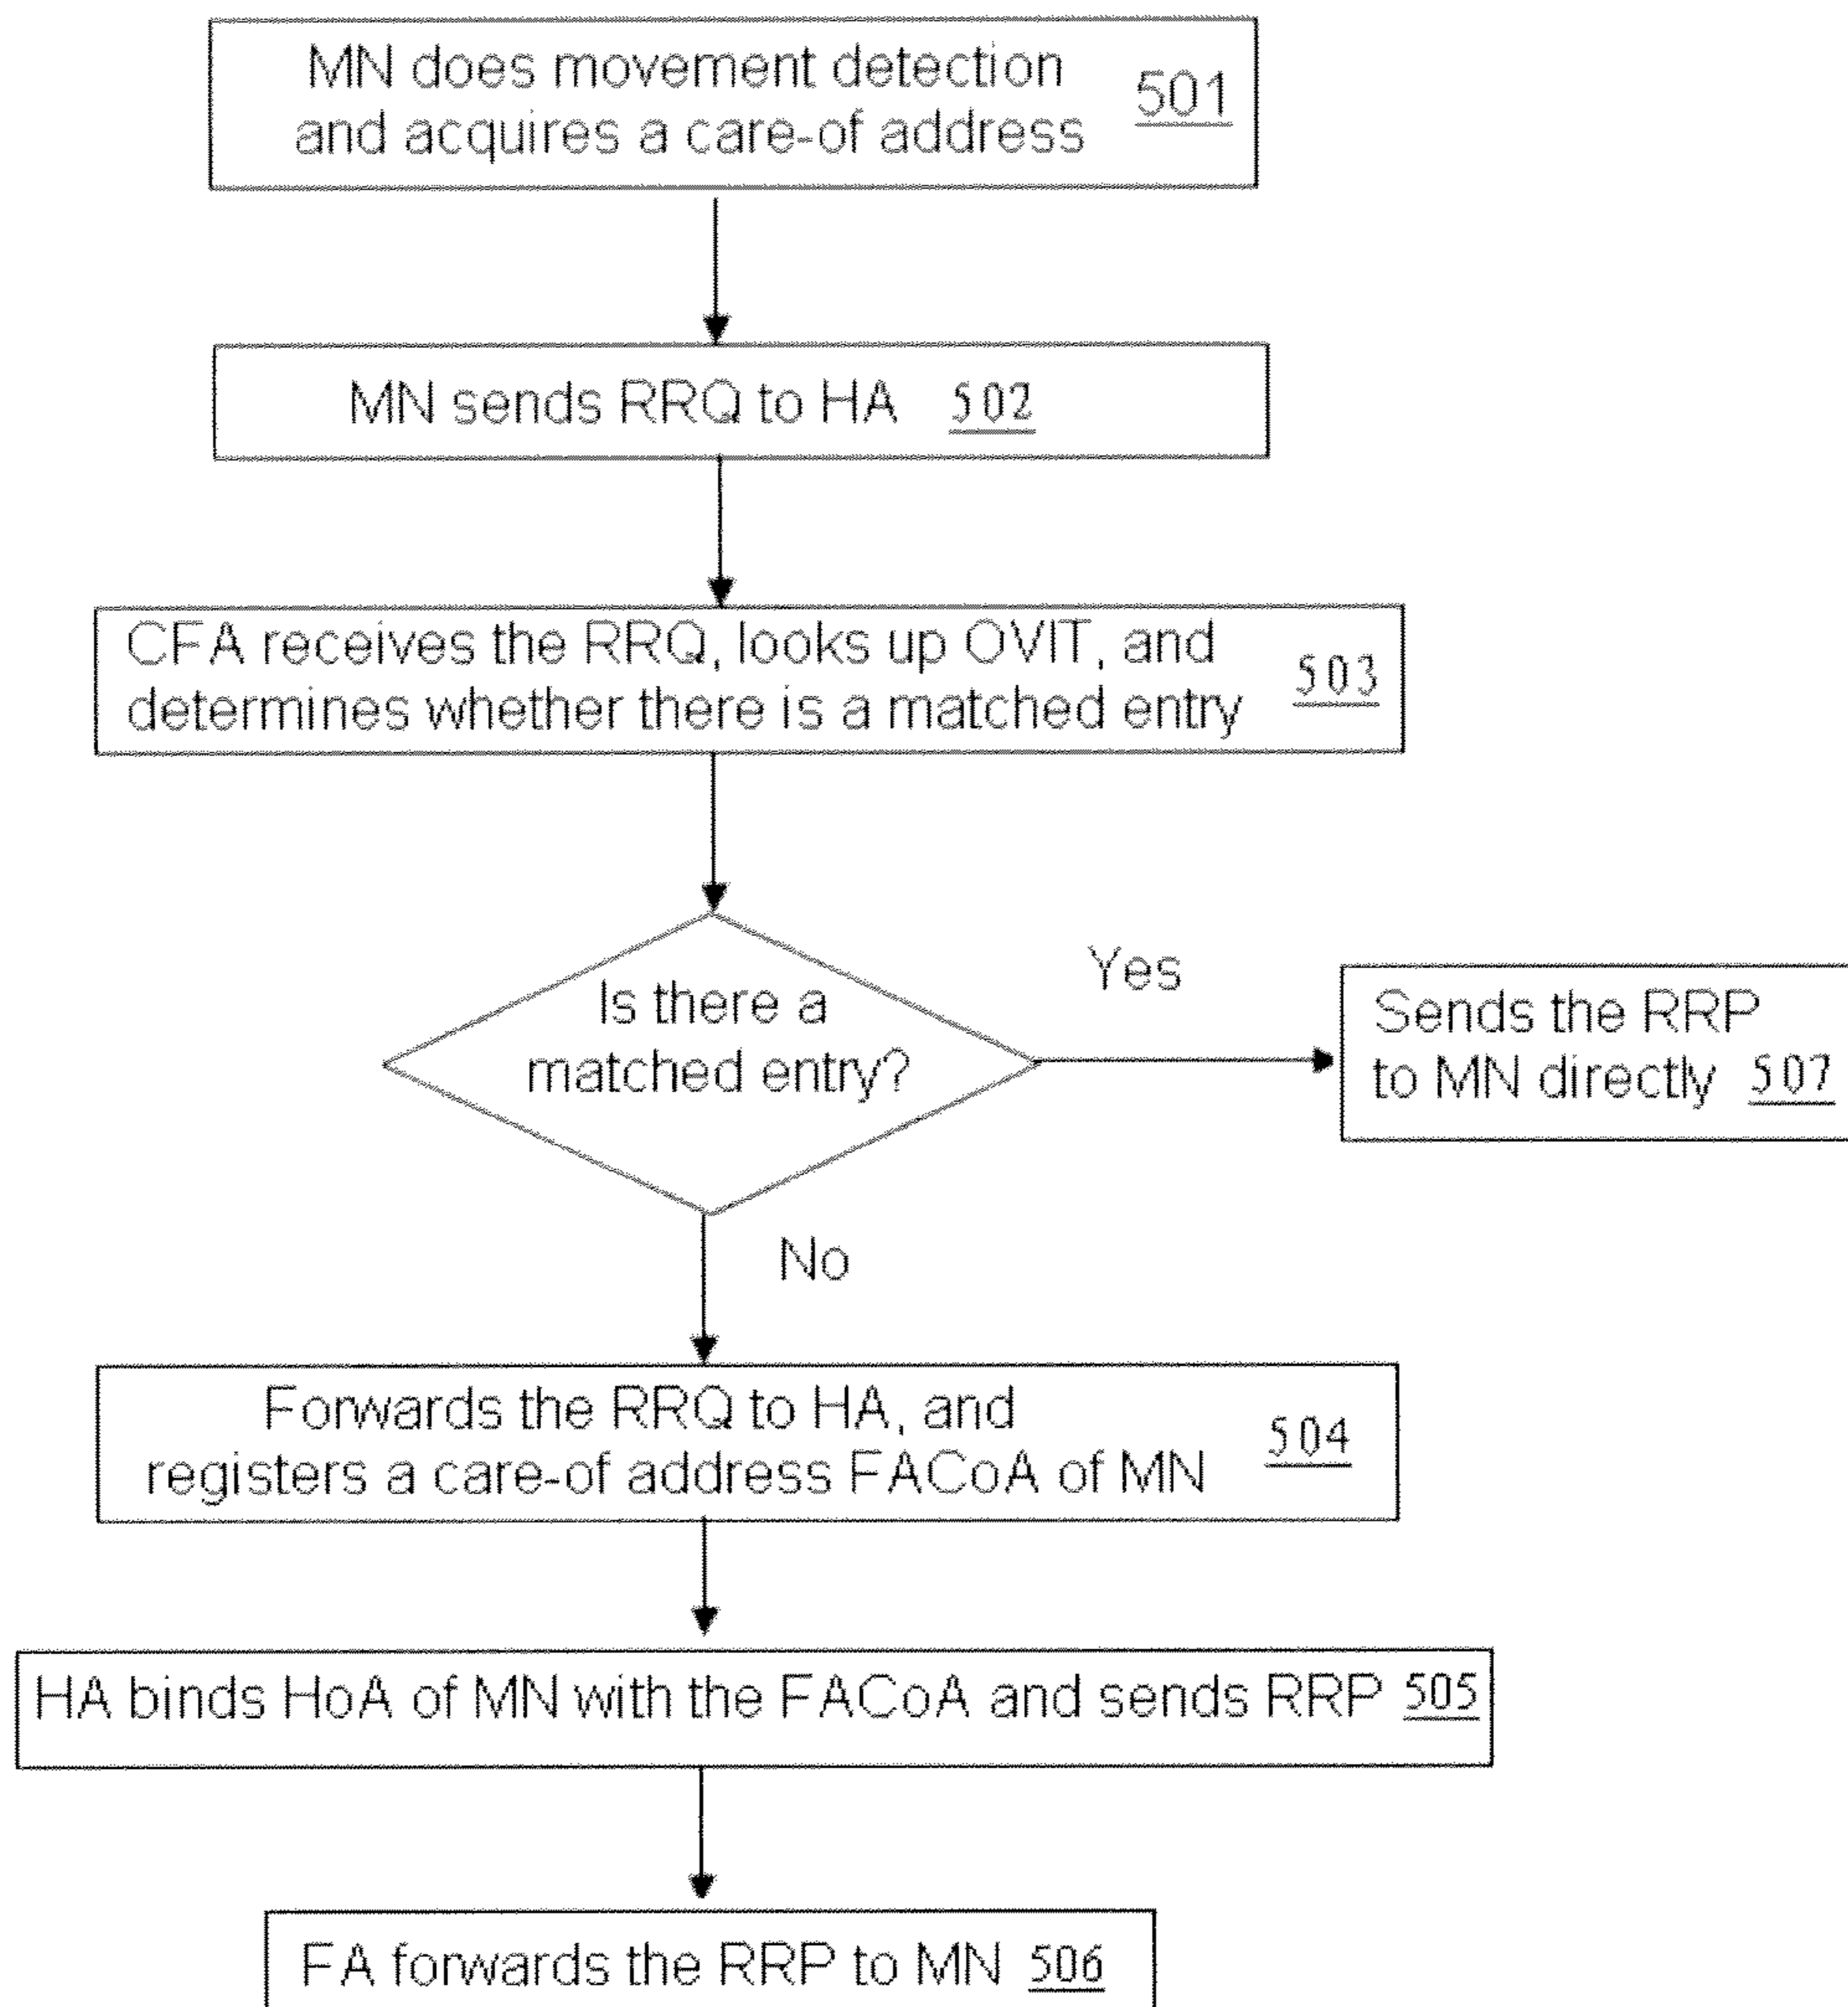 MN does movement detection
and acquires a care-of address 501
MN sends RRQ to HA 502
CFA receives the RRQ, looks up OVIT, and
determines whether there is a matched entry 503
Is there a
matched entry?
Yes
Sends the RRP
to MN directly 507
No
Forwards the RRQ to HA, and
registers a care-of address FACoA of MN 504
HA binds HoA of MN with the FACoA and sends RRP 505
FA forwards the RRP to MN 506